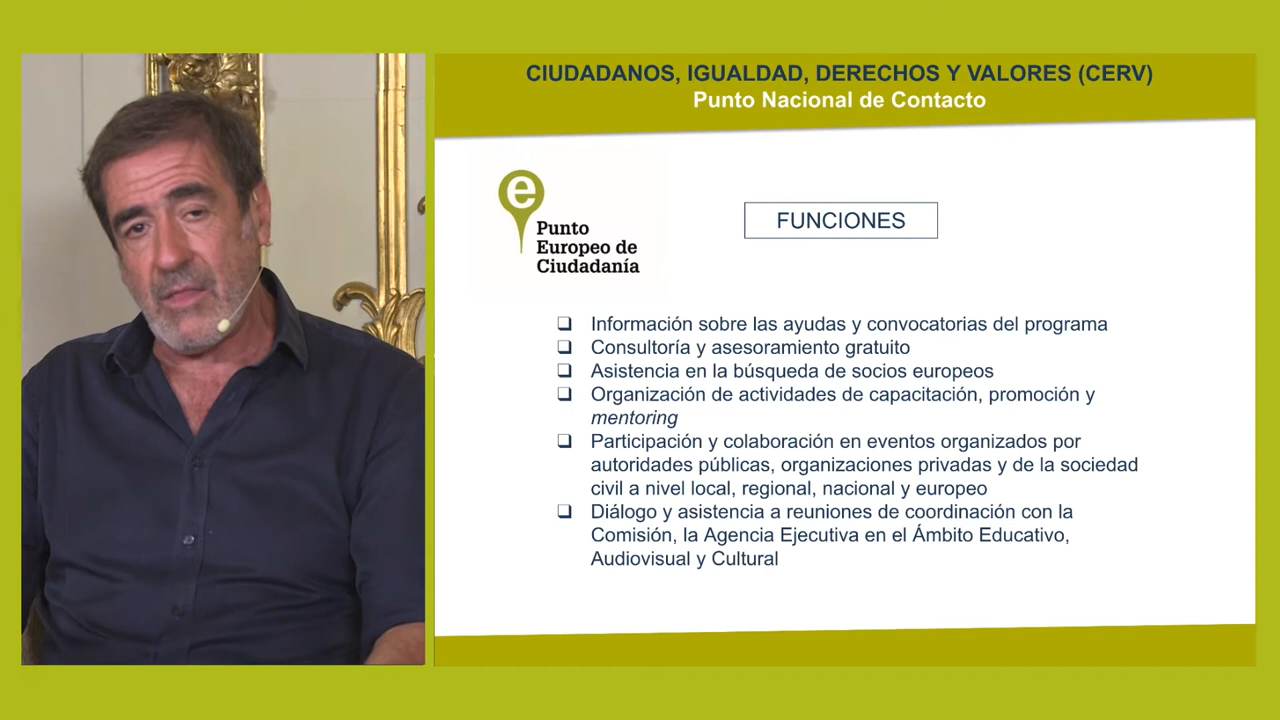 CIUDADANOS, IGUALDAD, DERECHOS Y VALORES (CERV)
Punto Nacional de Contacto
e
Punto
Europeo de
Ciudadanía
FUNCIONES
❑ Información sobre las ayudas y convocatorias del programa
❑ Consultoría y asesoramiento gratuito
❑ Asistencia en la búsqueda de socios europeos
❑ Organización de actividades de capacitación, promoción y
mentoring
❑ Participación y colaboración en eventos organizados por
autoridades públicas, organizaciones privadas y de la sociedad
civil a nivel local, regional, nacional y europeo
❑ Diálogo y asistencia a reuniones de coordinación con la
Comisión, la Agencia Ejecutiva en el Ámbito Educativo,
Audiovisual y Cultural